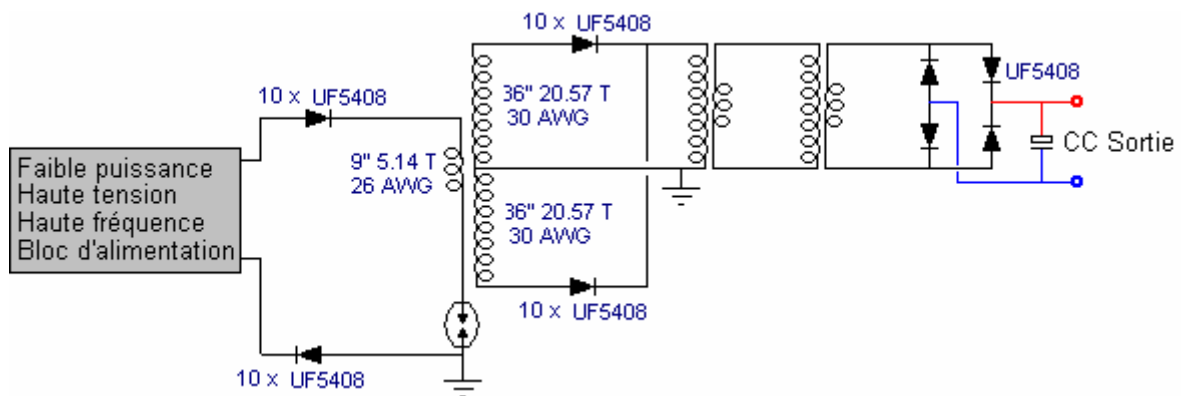 10 x UF5408
10 x UF5408
36" 20.57 T
30 AWG
UF5408
9" 5.14 T
26 AWG
CC Sortie
Faible puissance
Haute tension
Haute fréquence
Bloc d'alimentation
36" 20.57 T
30 AWG
10 x UF5408
10 x UF5408